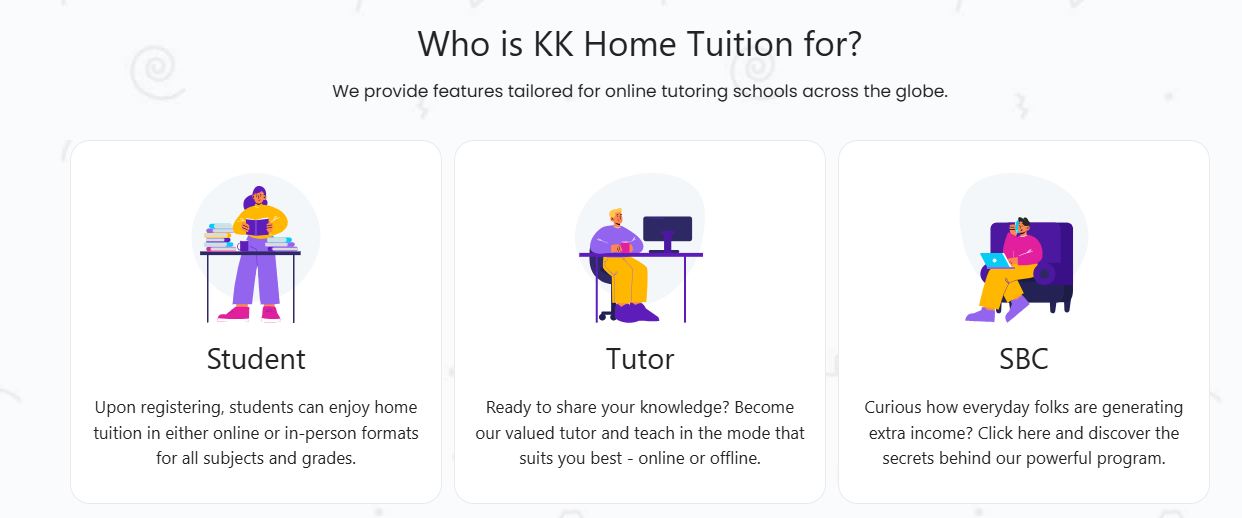 Who is KK Home Tuition for?
We provide features tailored for online tutoring schools across the globe.
Student
Upon registering, students can enjoy home
tuition in either online or in-person formats
for all subjects and grades.
Tutor
Ready to share your knowledge? Become
our valued tutor and teach in the mode that
suits you best - online or offline.
SBC
Curious how everyday folks are generating
extra income? Click here and discover the
secrets behind our powerful program.